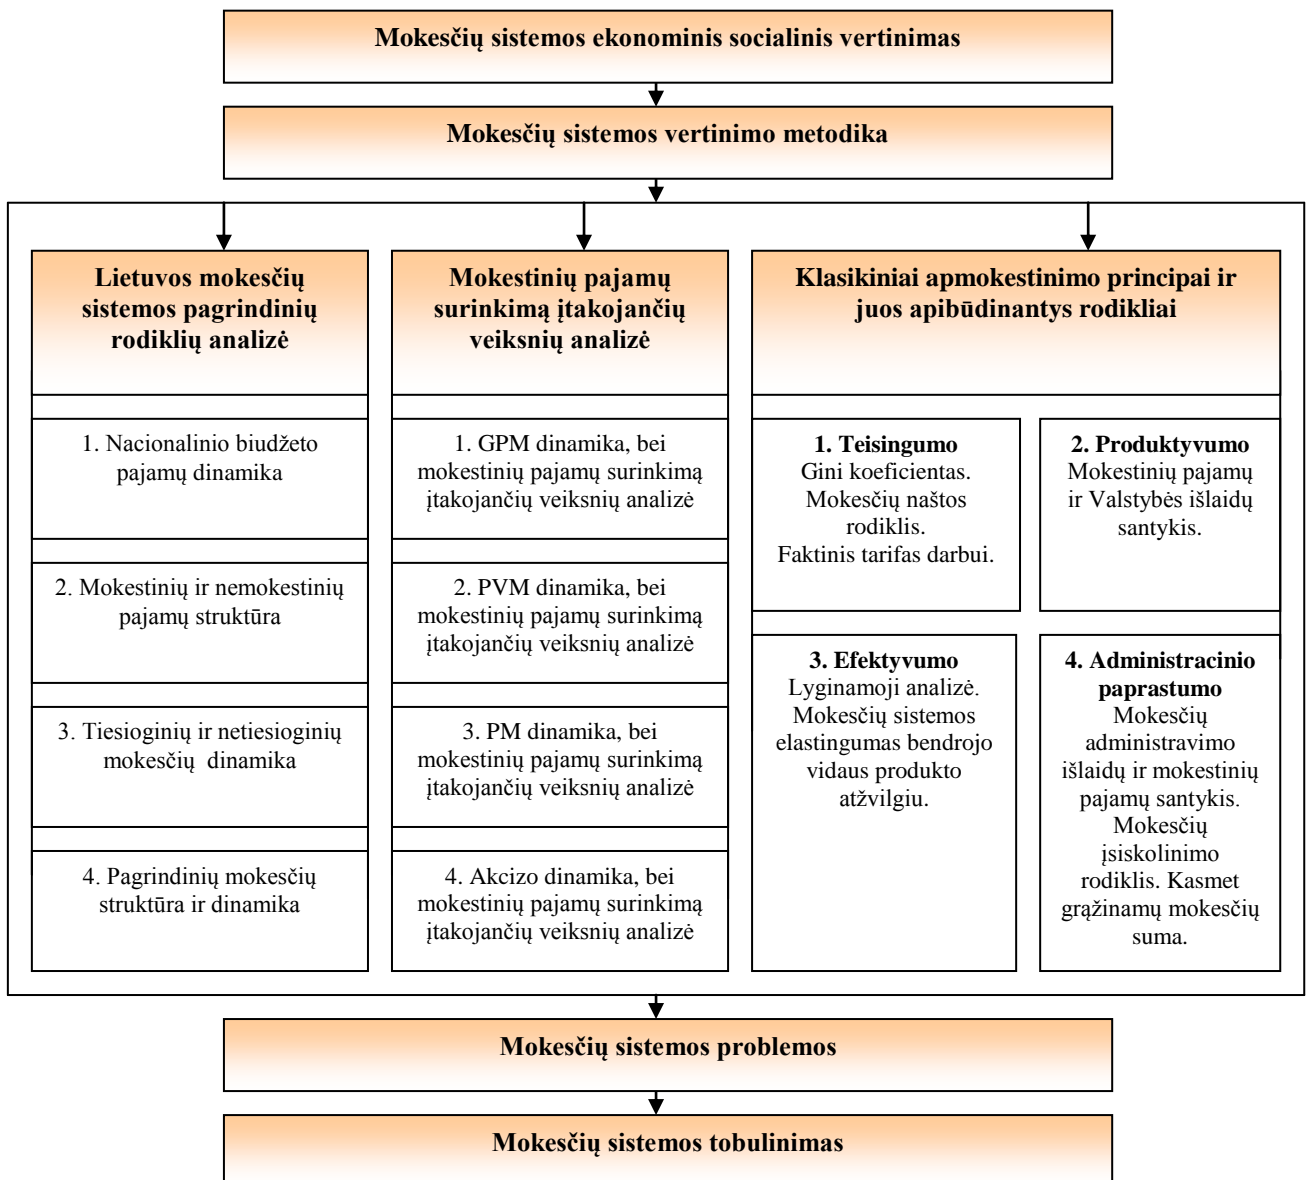 Mokesčių sistemos ekonominis socialinis vertinimas
Mokesčių sistemos vertinimo metodika
Lietuvos mokesčių
sistemos pagrindinių
rodiklių analizė
1. Nacionalinio biudžeto
pajamų dinamika
2. Mokestinių ir nemokestinių
pajamų struktūra
3. Tiesioginių ir netiesioginių
mokesčių dinamika
4. Pagrindinių mokesčių
struktūra ir dinamika
Mokestinių pajamų
surinkimą įtakojančių
veiksnių analizė
1. GPM dinamika, bei
mokestinių pajamų surinkimą
įtakojančių veiksnių analizė
2. PVM dinamika, bei
mokestinių pajamų surinkimą
įtakojančių veiksnių analizė
3. PM dinamika, bei
mokestinių pajamų surinkimą
įtakojančių veiksnių analizė
4. Akcizo dinamika, bei
mokestinių pajamų surinkimą
įtakojančių veiksnių analizė
Klasikiniai apmokestinimo principai ir
juos apibūdinantys rodikliai
1. Teisingumo
Gini koeficientas.
Mokesčių naštos
rodiklis.
Faktinis tarifas darbui.
2. Produktyvumo
Mokestinių pajamų
ir Valstybės išlaidų
santykis.
3. Efektyvumo
Lyginamoji analizė.
Mokesčių sistemos
elastingumas bendrojo
vidaus produkto
atžvilgiu.
4. Administracinio
paprastumo
Mokesčių
administravimo
išlaidų ir mokestinių
pajamų santykis.
Mokesčių
įsiskolinimo
rodiklis. Kasmet
grąžinamų mokesčių
suma.
Mokesčių sistemos problemos
Mokesčių sistemos tobulinimas